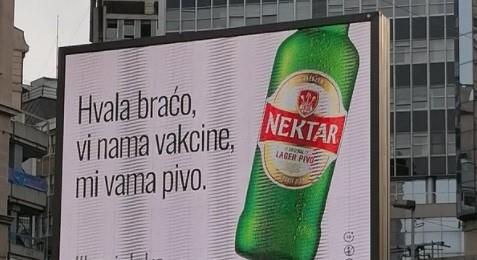 Hvala braćo,
vi nama vakcine,
mi vama pivo.
NEKTAR
LAGER PIVO